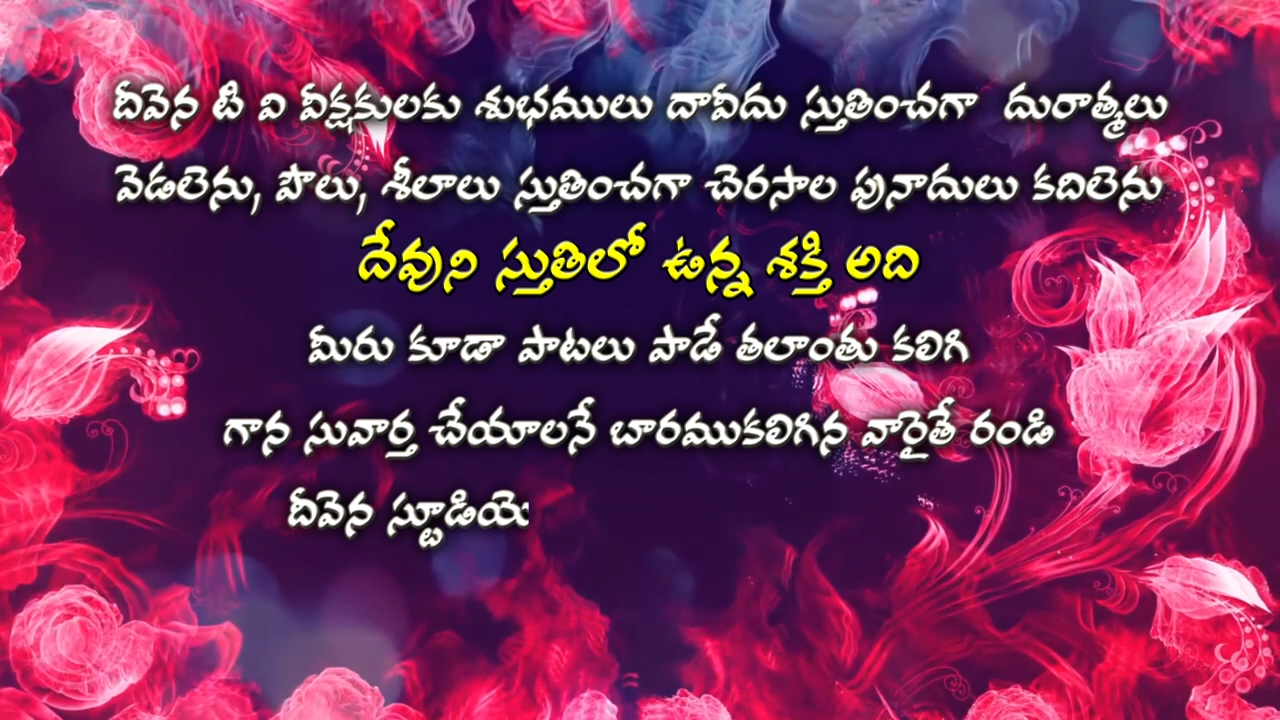 దీవెన టి వి వీక్షకులకు శుభములు దావీదు స్తుతించగా దురాత్మలు
వెడలెను, పౌలు, శీలాలు స్తుతించగా చెరసాల పునాదులు కదిలెను
దేవుని స్తుతిలో ఉన్న శక్తి అది
మీరు కూడా పాటలు పాడే తలాంతు కలిగి
గాన సువార్త చేయాలనే బారముకలిగిన వారైతే రండి
దీవెన